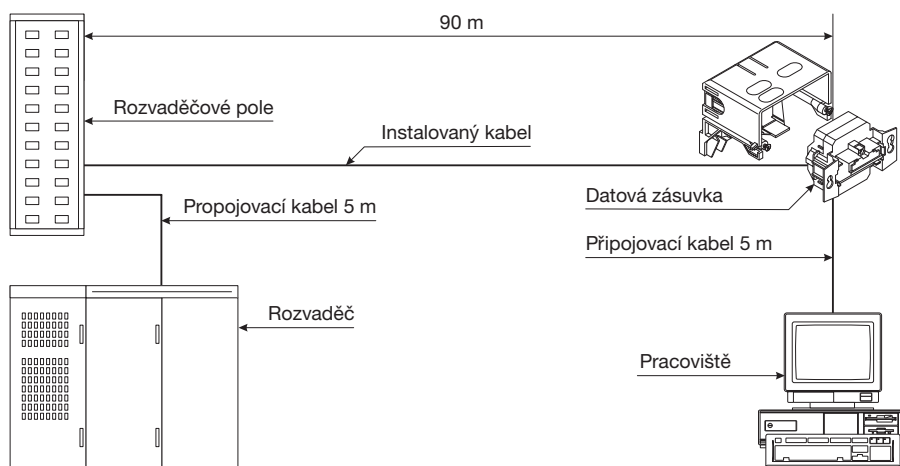 90 m
Rozvaděčové pole
Instalovaný kabel
Datová zásuvka
Propojovací kabel 5 m
Připojovací kabel 5 m
Rozvaděč
Pracoviště